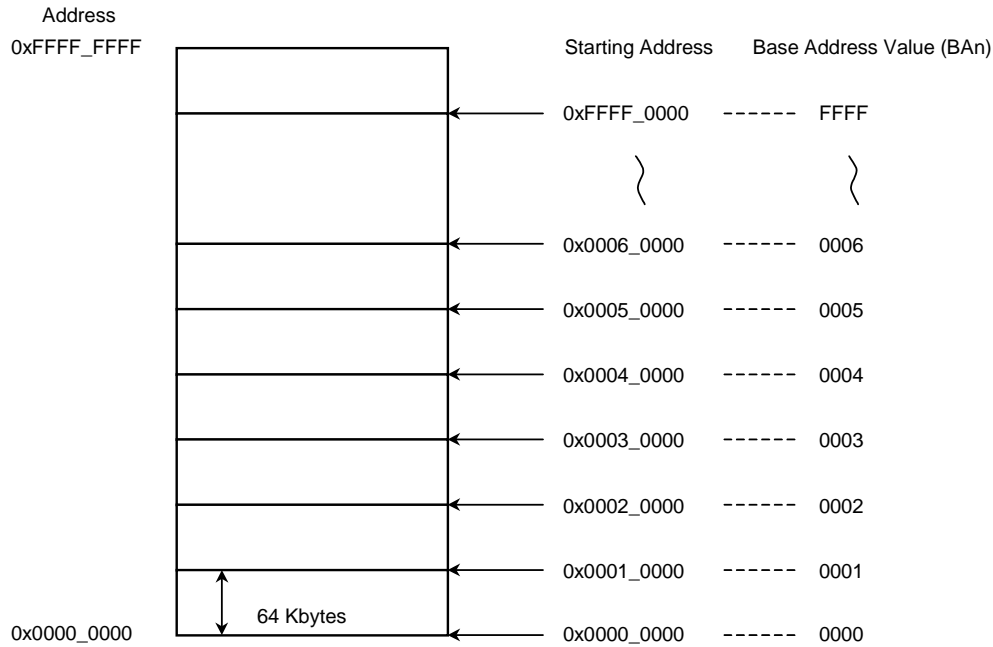 Address
0xFFFF_FFFF
Starting Address Base Address Value (BAn)
0xFFFF_0000 ------ FFFF
0x0006_0000 ------ 0006
0x0005_0000 ------ 0005
0x0004_0000 ------ 0004
0x0003_0000 ------ 0003
0x0002_0000 ------ 0002
0x0001_0000 ------ 0001
64 Kbytes
0x0000_0000 0x0000_0000 ------ 0000